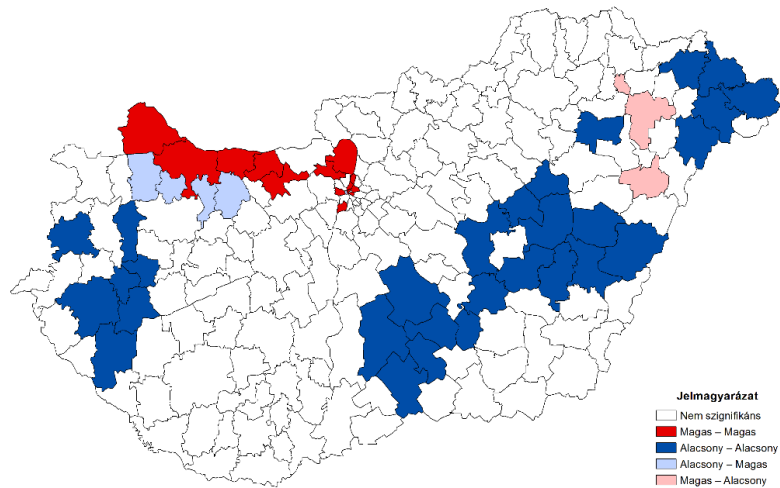 Jelmagyarázat
Nem szignifikáns
Magas – Magas
Alacsony – Alacsony
Alacsony – Magas
Magas – Alacsony